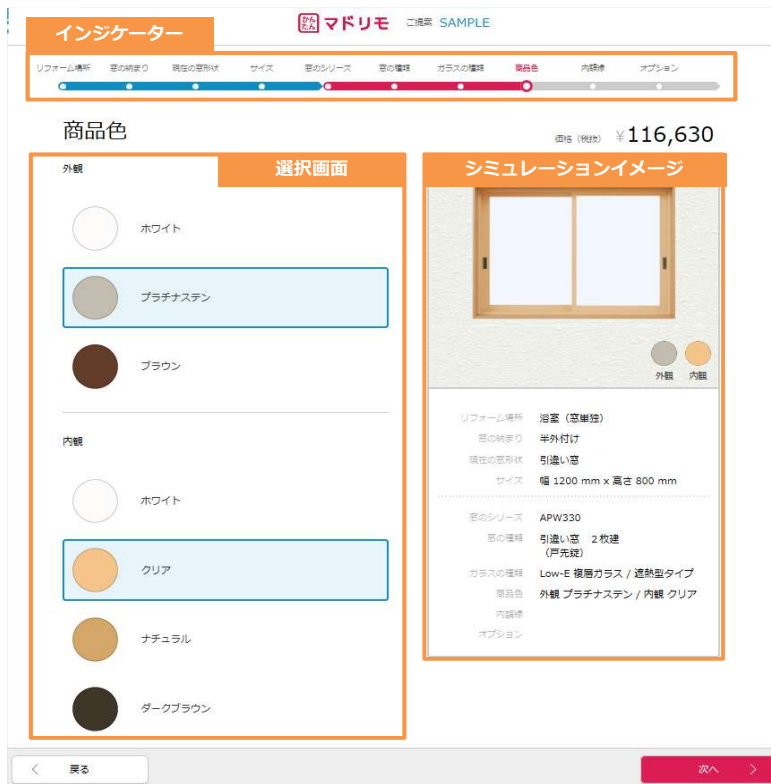 かんたん マドリモ ご提案 SAMPLE
インジケーター
リフォーム場所 窓の納まり 現在の窓形状 サイズ 窓のシリーズ 窓の種類 ガラスの種類 商品色 内額縁 オプション
商品色
価格（税抜） ¥116,630
選択画面
シミュレーションイメージ
外観
ホワイト
プラチナステン
ブラウン
内観
ホワイト
クリア
ナチュラル
ダークブラウン
外観 内観
リフォーム場所 浴室（窓単独）
窓の納まり 半外付け
現在の窓形状 引違い窓
サイズ 幅 1200 mm x 高さ 800 mm
窓のシリーズ APW330
窓の種類 引違い窓 2枚建
（戸先錠）
ガラスの種類 Low-E 複層ガラス / 遮熱型タイプ
商品色 外観 プラチナステン / 内観 クリア
内額縁
オプション
戻る
次へ